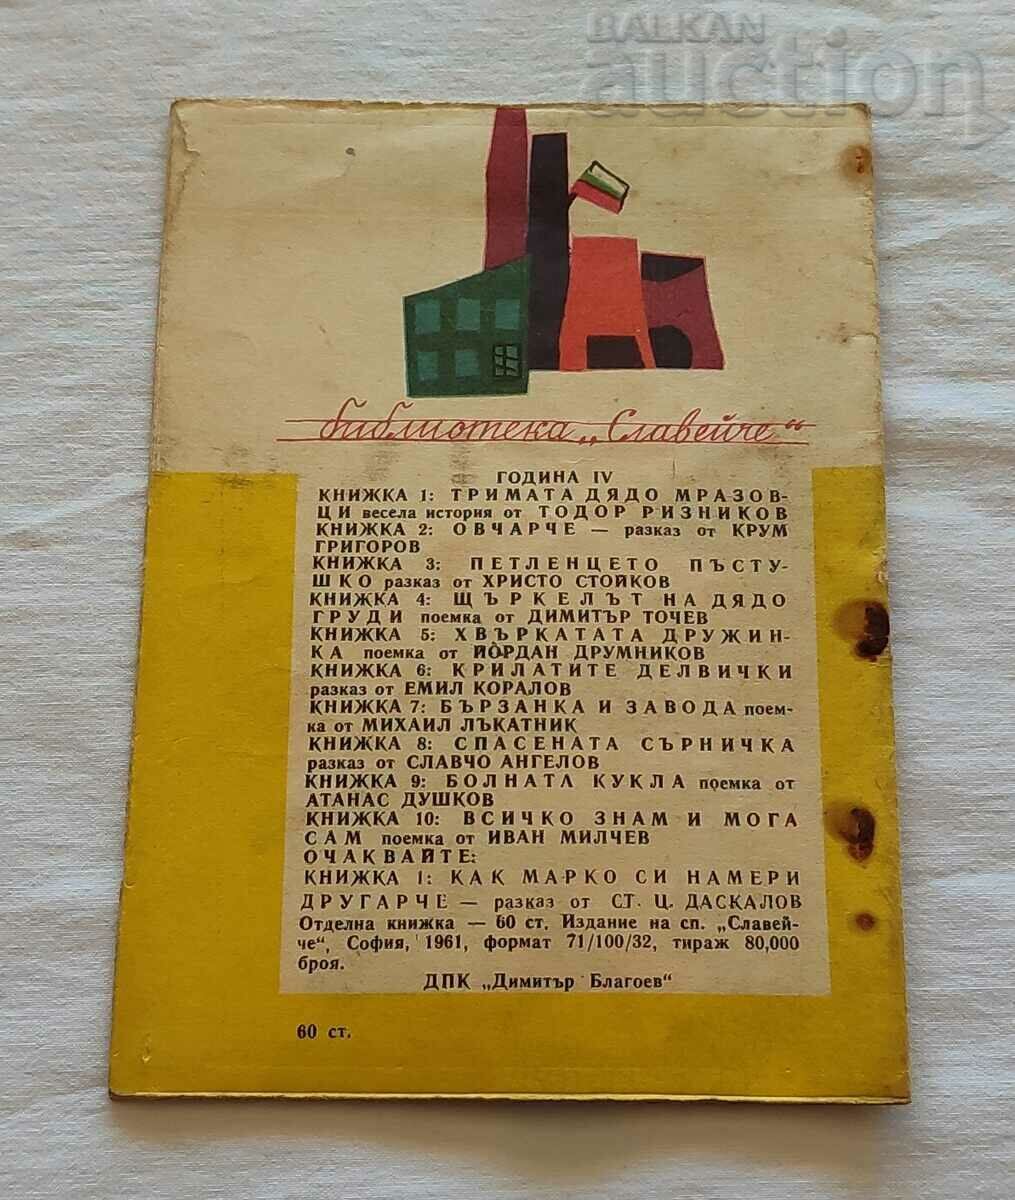 BALKAN
auction
библиотека „Славейче“
ГОДИНА IV
КНИЖКА 1: ТРИМАТА ДЯДО МРАЗОВ-
ЦИ весела история от ТОДОР РИЗНИКОВ
КНИЖКА 2: ОВЧАРЧЕ — разказ от КРУМ
ГРИГОРОВ
КНИЖКА 3: ПЕТЛЕНЦЕТО ПЪСТУ-
ШКО разказ от ХРИСТО СТОЙКОВ
КНИЖКА 4: ЩЪРКЕЛЪТ НА ДЯДО
ГРУДИ поемка от ДИМИТЪР ТОЧЕВ
КНИЖКА 5: ХВЪРКАТАТА ДРУЖИН-
КА поемка от ЙОРДАН ДРУМНИКОВ
КНИЖКА 6: КРИЛАТИТЕ ДЕЛВИЧКИ
разказ от ЕМИЛ КОРАЛОВ
КНИЖКА 7: БЪРЗАНКА И ЗАВОДА поем-
ка от МИХАИЛ ЛЪКАТНИК
КНИЖКА 8: СПАСЕНАТА СЪРНИЧКА
разказ от СЛАВЧО АНГЕЛОВ
КНИЖКА 9: БОЛНАТА КУКЛА поемка от
АТАНАС ДУШКОВ
КНИЖКА 10: ВСИЧКО ЗНАМ И МОГА
САМ поемка от ИВАН МИЛЧЕВ
ОЧАКВАЙТЕ:
КНИЖКА 1: КАК МАРКО СИ НАМЕРИ
ДРУГАРЧЕ — разказ от СТ. Ц. ДАСКАЛОВ
Отделна книжка — 60 ст. Издание на сп. „Славей-
че“, София, 1961, формат 71/100/32, тираж 80,000
броя.
ДПК „Димитър Благоев“
60 ст.